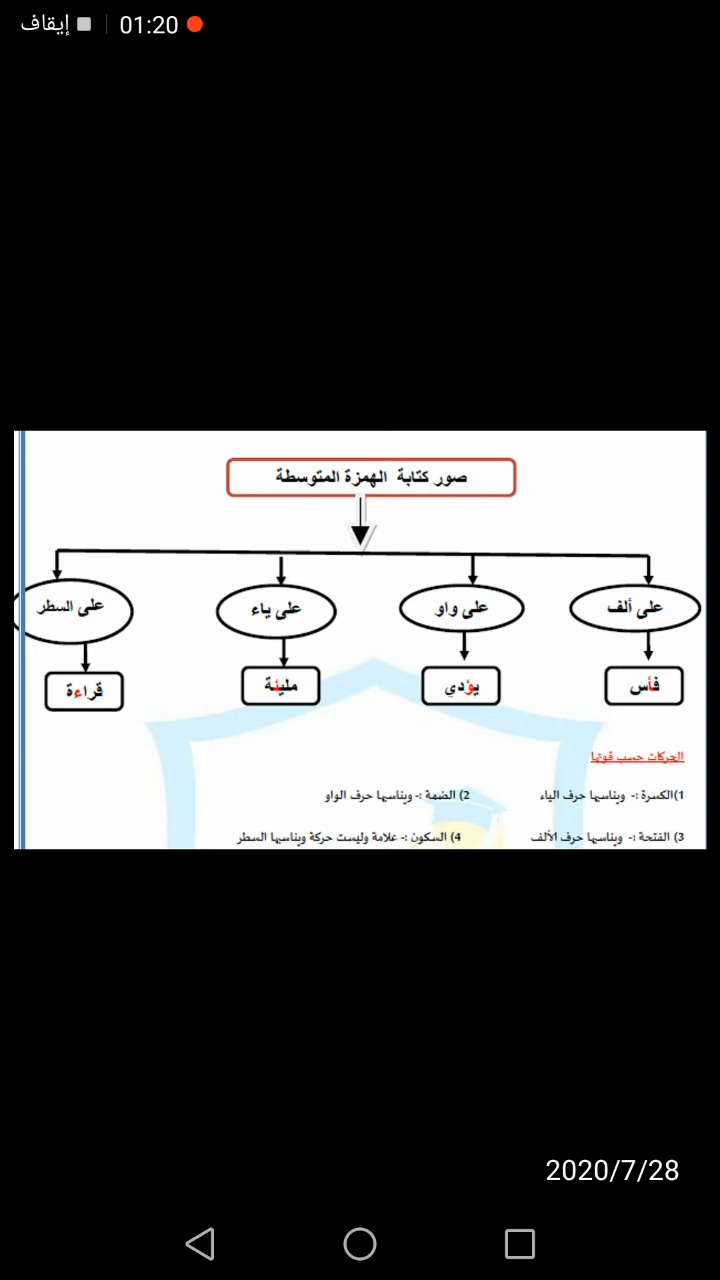 01:20 إيقاف
صور كتابة الهمزة المتوسطة
على ألف على واو على ياء على السطر
فأس يؤدي مليئة قراءة
الحركات حسب قوتها
1)الكسرة :- ويناسبها حرف الياء 2) الضمة :- ويناسبها حرف الواو
3) الفتحة :- ويناسبها حرف الألف 4) السكون :- علامة وليست حركة ويناسبها السطر
2020/7/28